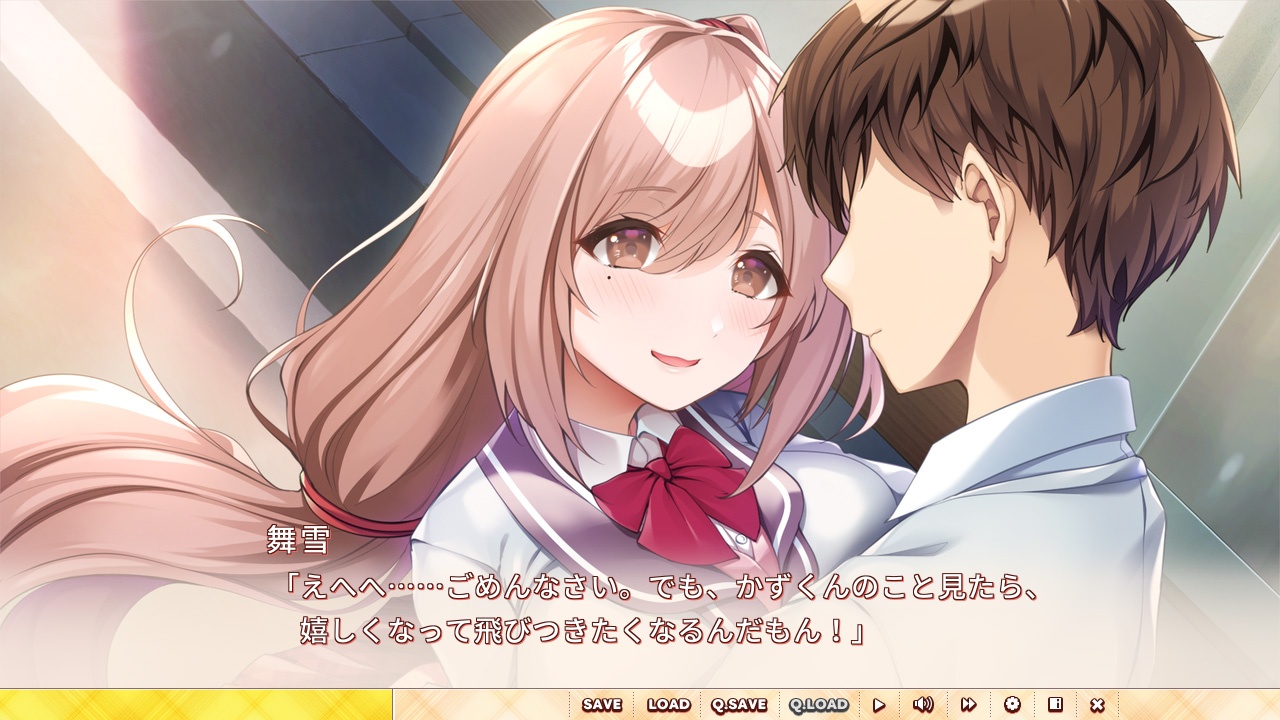 舞雪
「えへへ……ごめんなさい。でも、かずくんのこと見たら、
嬉しくなって飛びつきたくなるんだもん！」
SAVE LOAD Q.SAVE Q.LOAD